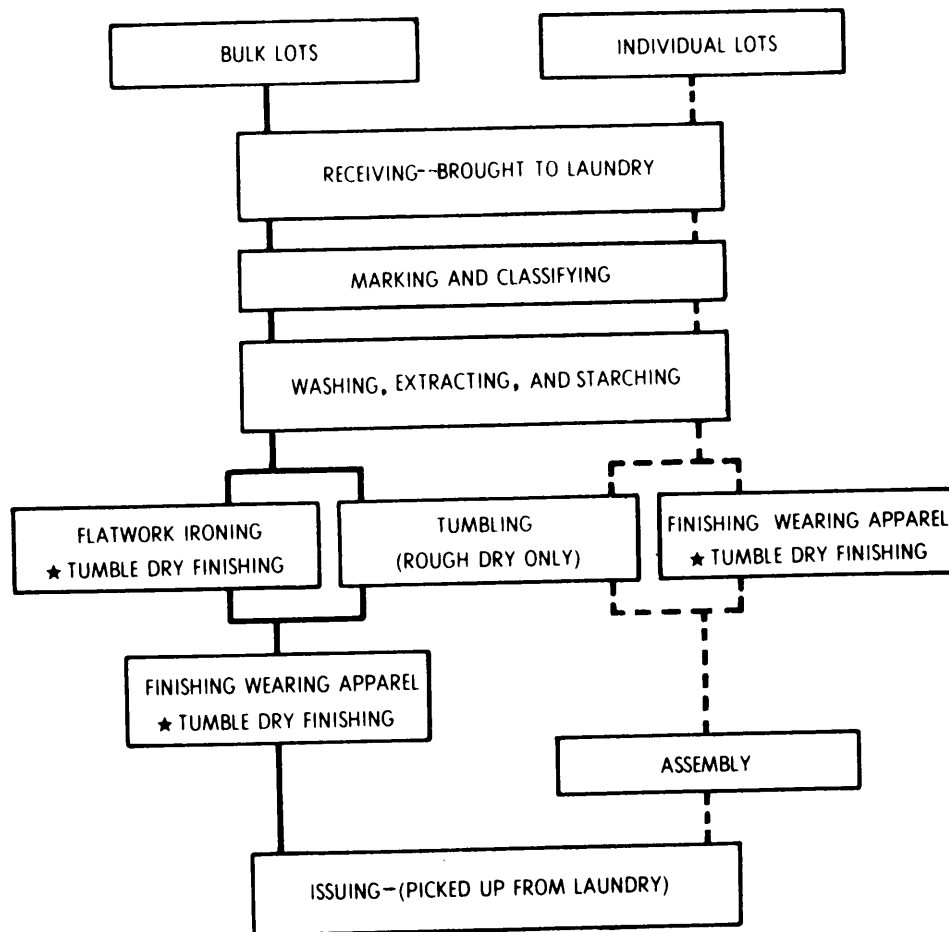 BULK LOTS
INDIVIDUAL LOTS
RECEIVING--BROUGHT TO LAUNDRY
MARKING AND CLASSIFYING
WASHING, EXTRACTING, AND STARCHING
FLATWORK IRONING
★ TUMBLE DRY FINISHING
TUMBLING
(ROUGH DRY ONLY)
FINISHING WEARING APPAREL
★ TUMBLE DRY FINISHING
FINISHING WEARING APPAREL
★ TUMBLE DRY FINISHING
ASSEMBLY
ISSUING-(PICKED UP FROM LAUNDRY)